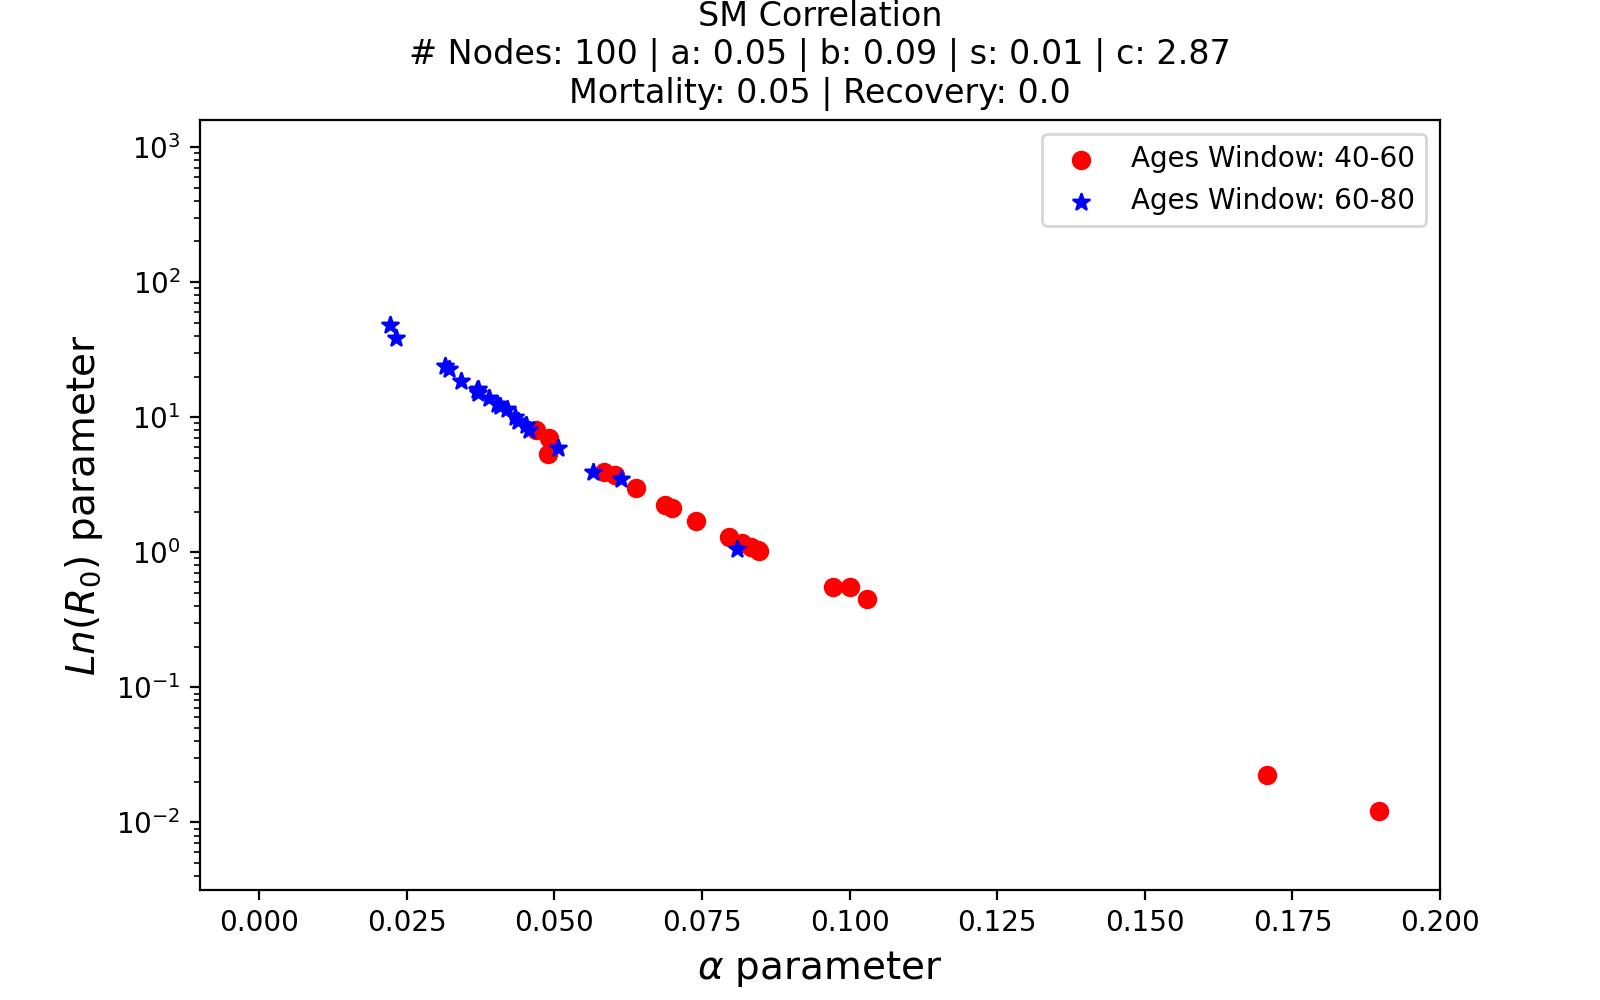 SM Correlation
# Nodes: 100 | a: 0.05 | b: 0.09 | s: 0.01 | c: 2.87
Mortality: 0.05 | Recovery: 0.0
Ages Window: 40-60
Ages Window: 60-80
10³
10²
10¹
10⁰
10⁻¹
10⁻²
Ln(R₀) parameter
0.000 0.025 0.050 0.075 0.100 0.125 0.150 0.175 0.200
α parameter